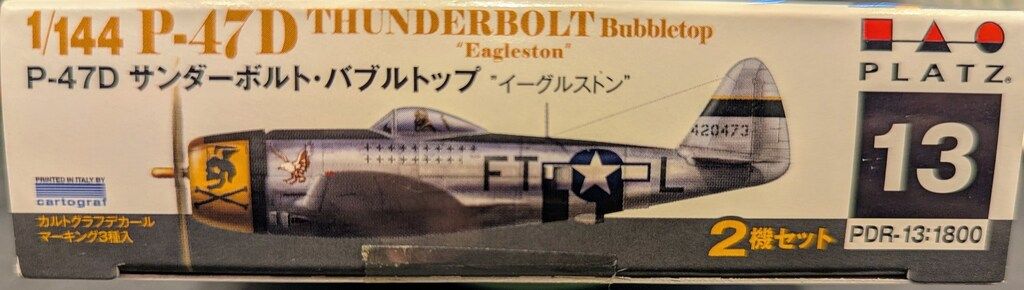 1/144 P-47D THUNDERBOLT Bubbletop
"Eagleston"
P-47D サンダーボルト・バブルトップ "イーグルストン"
PLATZ®
420473
FT L
13
PRINTED IN ITALY BY
cartograf
カルトグラフデカール
マーキング3種入
2機セット
PDR-13:1800